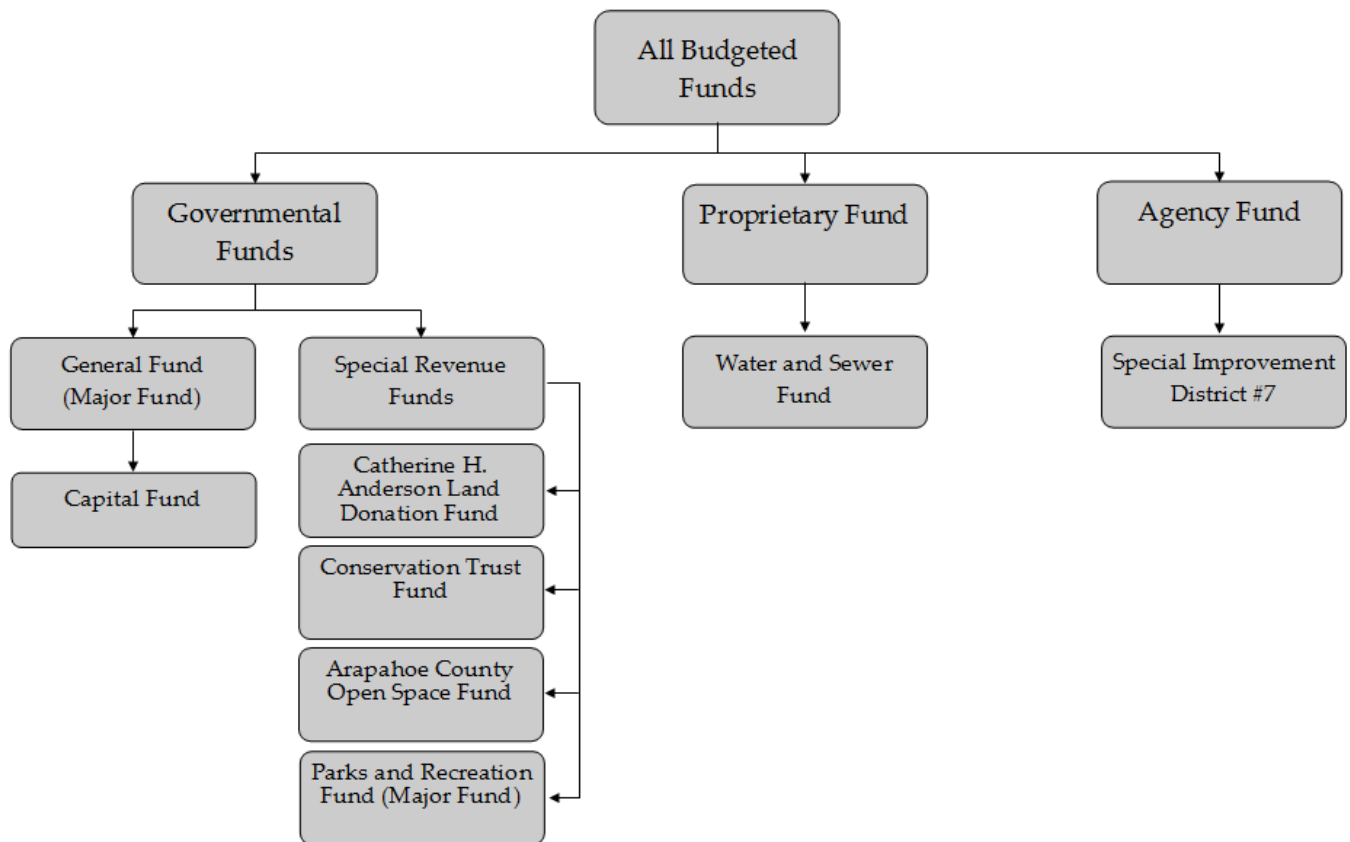 All Budgeted
Funds
Governmental
Funds
Proprietary Fund
Agency Fund
General Fund
(Major Fund)
Special Revenue
Funds
Water and Sewer
Fund
Special Improvement
District #7
Capital Fund
Catherine H.
Anderson Land
Donation Fund
Conservation Trust
Fund
Arapahoe County
Open Space Fund
Parks and Recreation
Fund (Major Fund)